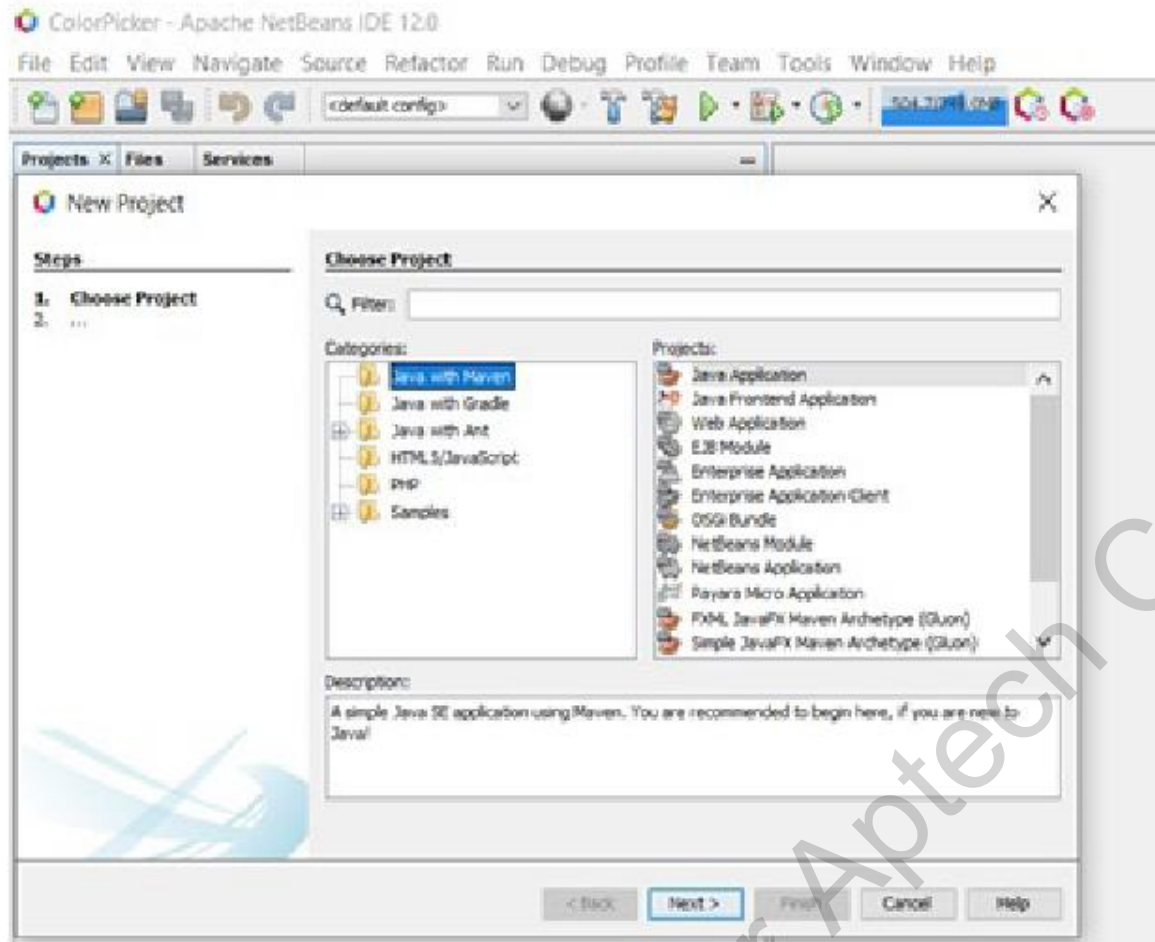 ColorPicker - Apache NetBeans IDE 12.0
File Edit View Navigate Source Refactor Run Debug Profile Team Tools Window Help
<default config>
Projects Files Services
New Project
Steps
1. Choose Project
2. ...
Choose Project
Filter:
Categories:
Java with Maven
Java with Gradle
Java with Ant
HTML5/JavaScript
PHP
Samples
Projects:
Java Application
Java Frontend Application
Web Application
EJB Module
Enterprise Application
Enterprise Application Client
OSGi Bundle
NetBeans Module
NetBeans Application
Payara Micro Application
FXML JavaFX Maven Archetype (Gluon)
Simple JavaFX Maven Archetype (Gluon)
Description:
A simple Java SE application using Maven. You are recommended to begin here, if you are new to
Java!
< Back Next > Finish Cancel Help
Aptech